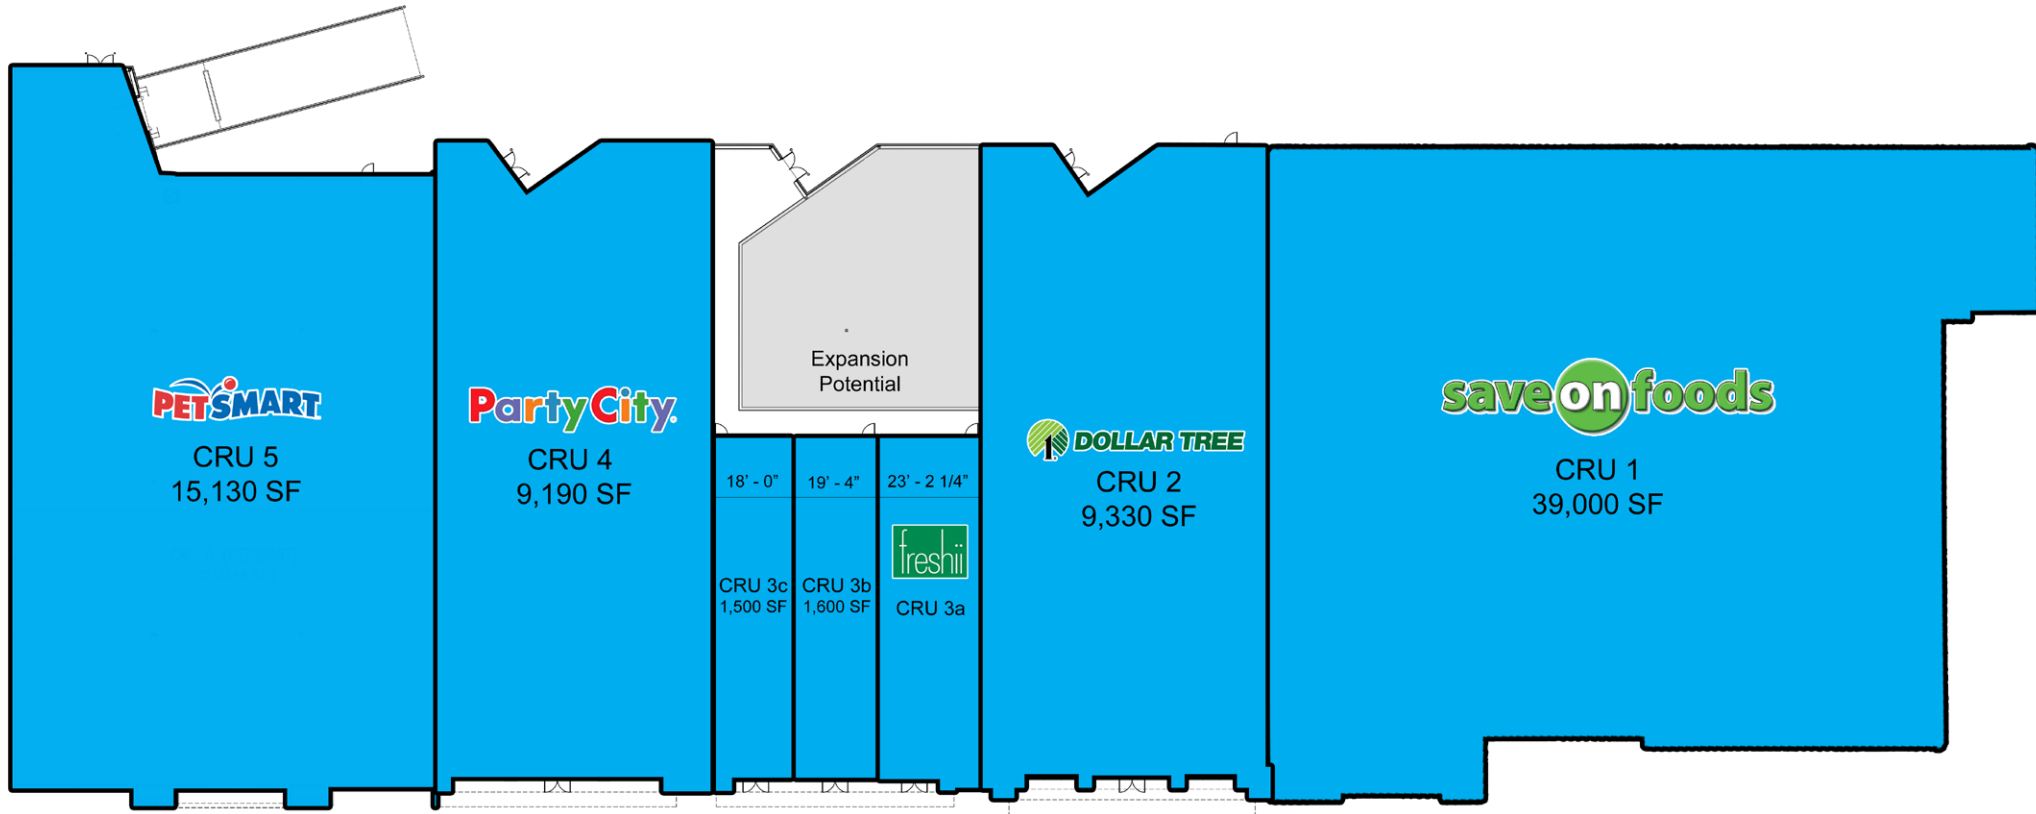 PETSMART
CRU 5
15,130 SF
Party City
CRU 4
9,190 SF
Expansion
Potential
18' - 0"
19' - 4"
23' - 2 1/4"
CRU 3c
1,500 SF
CRU 3b
1,600 SF
freshii
CRU 3a
1
DOLLAR TREE
CRU 2
9,330 SF
save on foods
CRU 1
39,000 SF